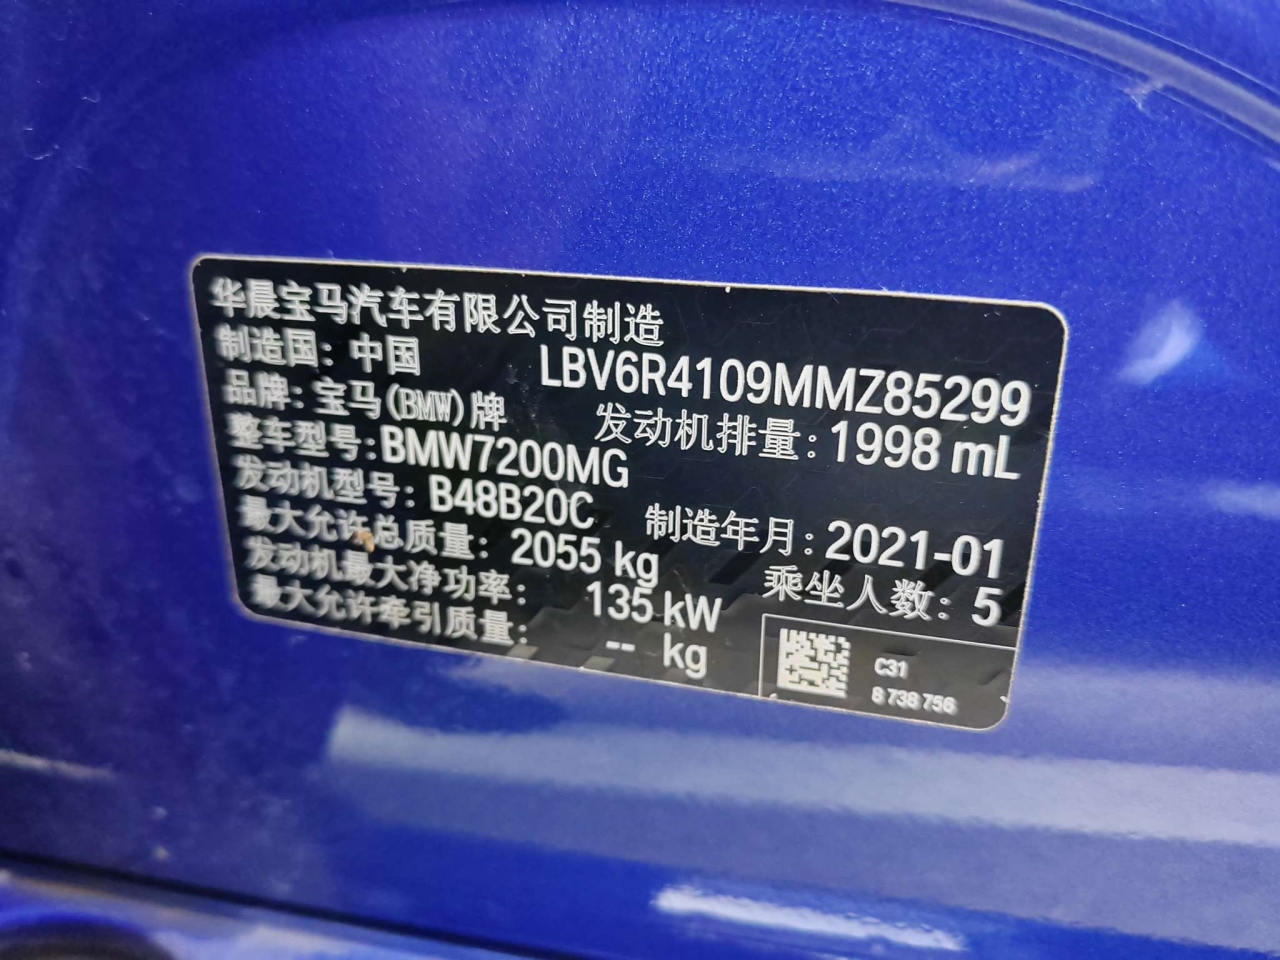 华晨宝马汽车有限公司制造
制造国：中国 LBV6R4109MMZ85299
品牌：宝马(BMW)牌 发动机排量：1998 mL
整车型号：BMW7200MG
发动机型号：B48B20C 制造年月：2021-01
最大允许总质量：2055 kg 乘坐人数：5
发动机最大净功率：135 kW
最大允许牵引质量：-- kg
C31
8 738 756